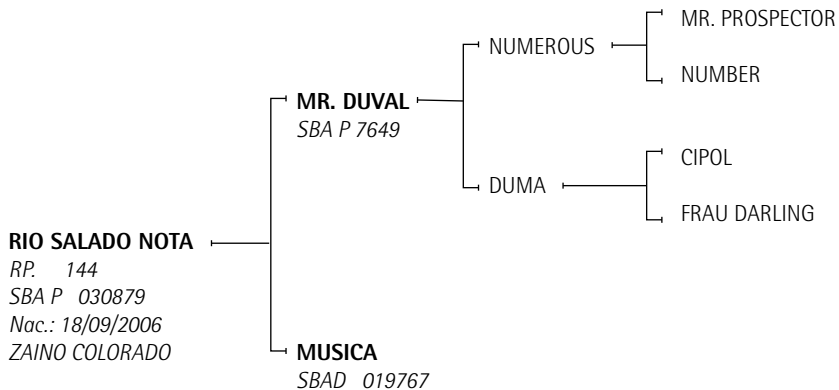 MR. PROSPECTOR
NUMEROUS
NUMBER
MR. DUVAL
SBA P 7649
CIPOL
DUMA
FRAU DARLING
RIO SALADO NOTA
RP. 144
SBA P 030879
Nac.: 18/09/2006
ZAINO COLORADO
MUSICA
SBAD 019767